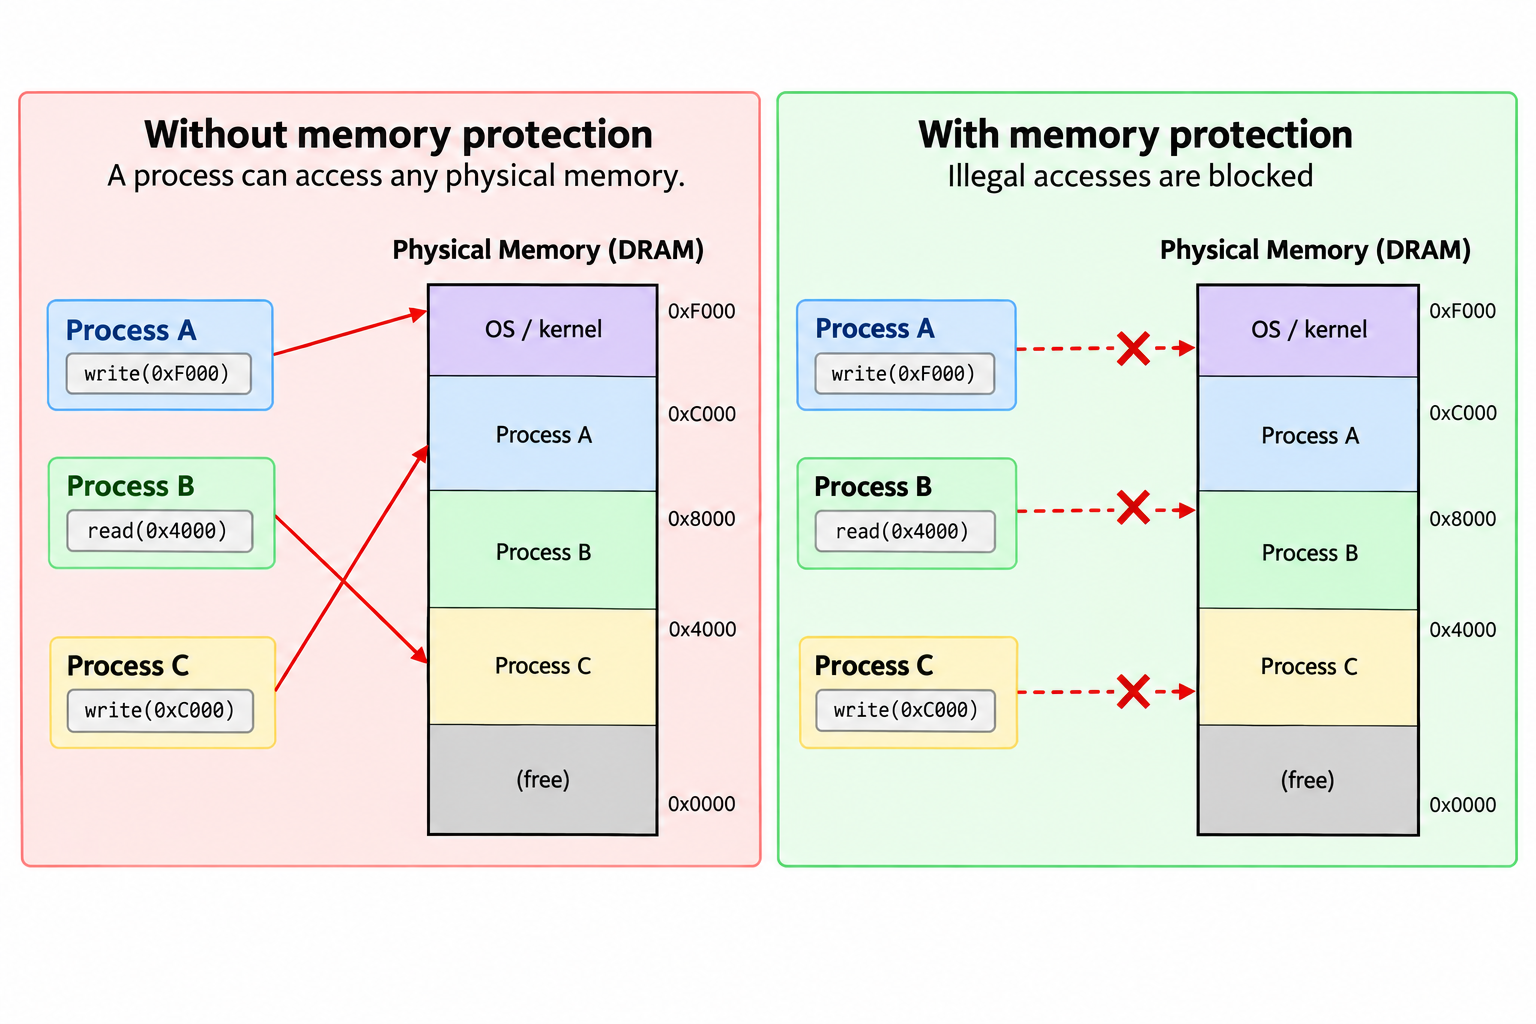 Without memory protection
A process can access any physical memory.
Physical Memory (DRAM)
Process A
write(0xF000)
Process B
read(0x4000)
Process C
write(0xC000)
OS / kernel
Process A
Process B
Process C
(free)
0xF000
0xC000
0x8000
0x4000
0x0000
With memory protection
Illegal accesses are blocked
Physical Memory (DRAM)
Process A
write(0xF000)
Process B
read(0x4000)
Process C
write(0xC000)
OS / kernel
Process A
Process B
Process C
(free)
0xF000
0xC000
0x8000
0x4000
0x0000